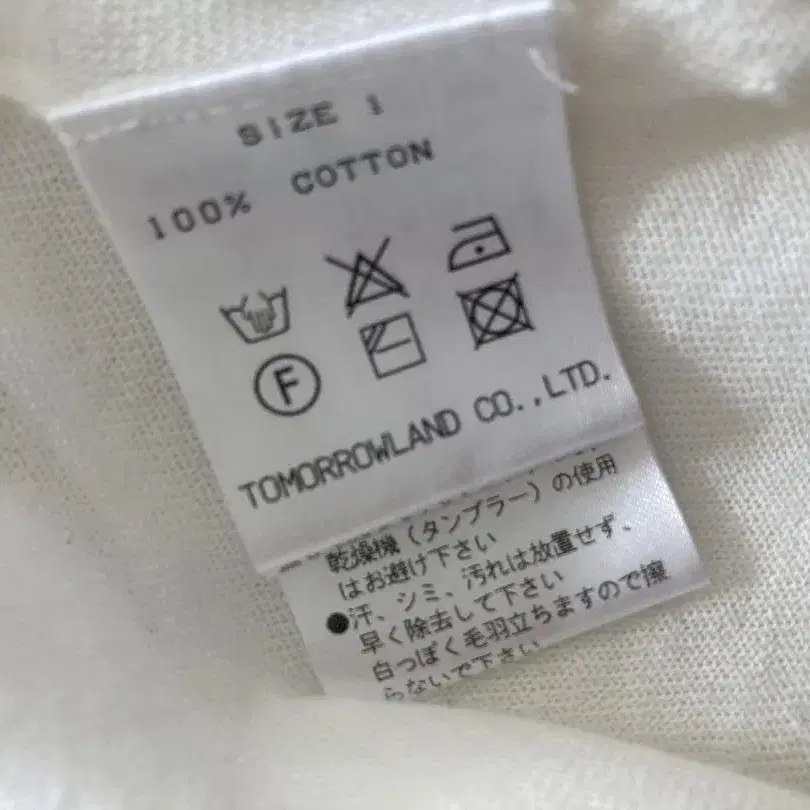 SIZE 1
100% COTTON
F
TOMORROWLAND CO.,LTD.
乾燥機(タンブラー)の使用
はお避け下さい
●汗、シミ、汚れは放置せず、
早く除去して下さい
白っぽく毛羽立ちますので擦
らないで下さい